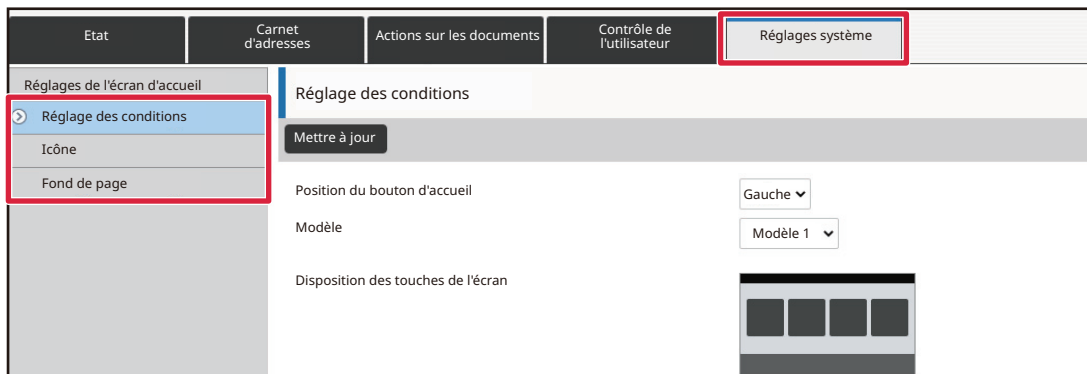 Etat
Carnet
d'adresses
Actions sur les documents
Contrôle de
l'utilisateur
Réglages système
Réglages de l'écran d'accueil
Réglage des conditions
Icône
Fond de page
Réglage des conditions
Mettre à jour
Position du bouton d'accueil
Gauche
Modèle
Modèle 1
Disposition des touches de l'écran